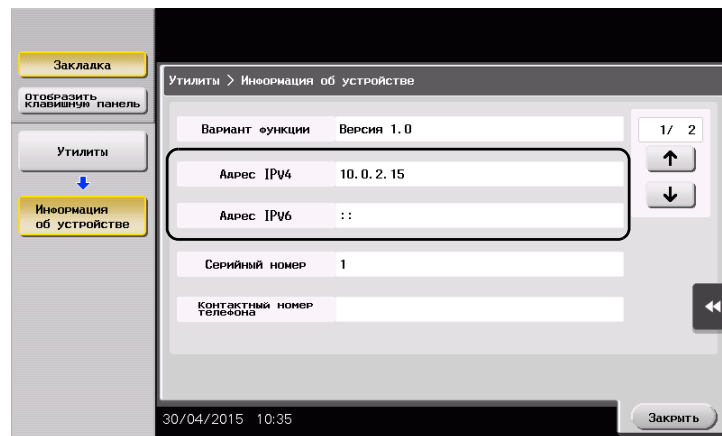 Закладка
Отобразить
клавишную панель
Утилиты
Информация
об устройстве
Утилиты > Информация об устройстве
Вариант функции Версия 1.0
1/ 2
Адрес IPv4 10.0.2.15
Адрес IPv6 ::
Серийный номер 1
Контактный номер
телефона
30/04/2015 10:35
Закрыть